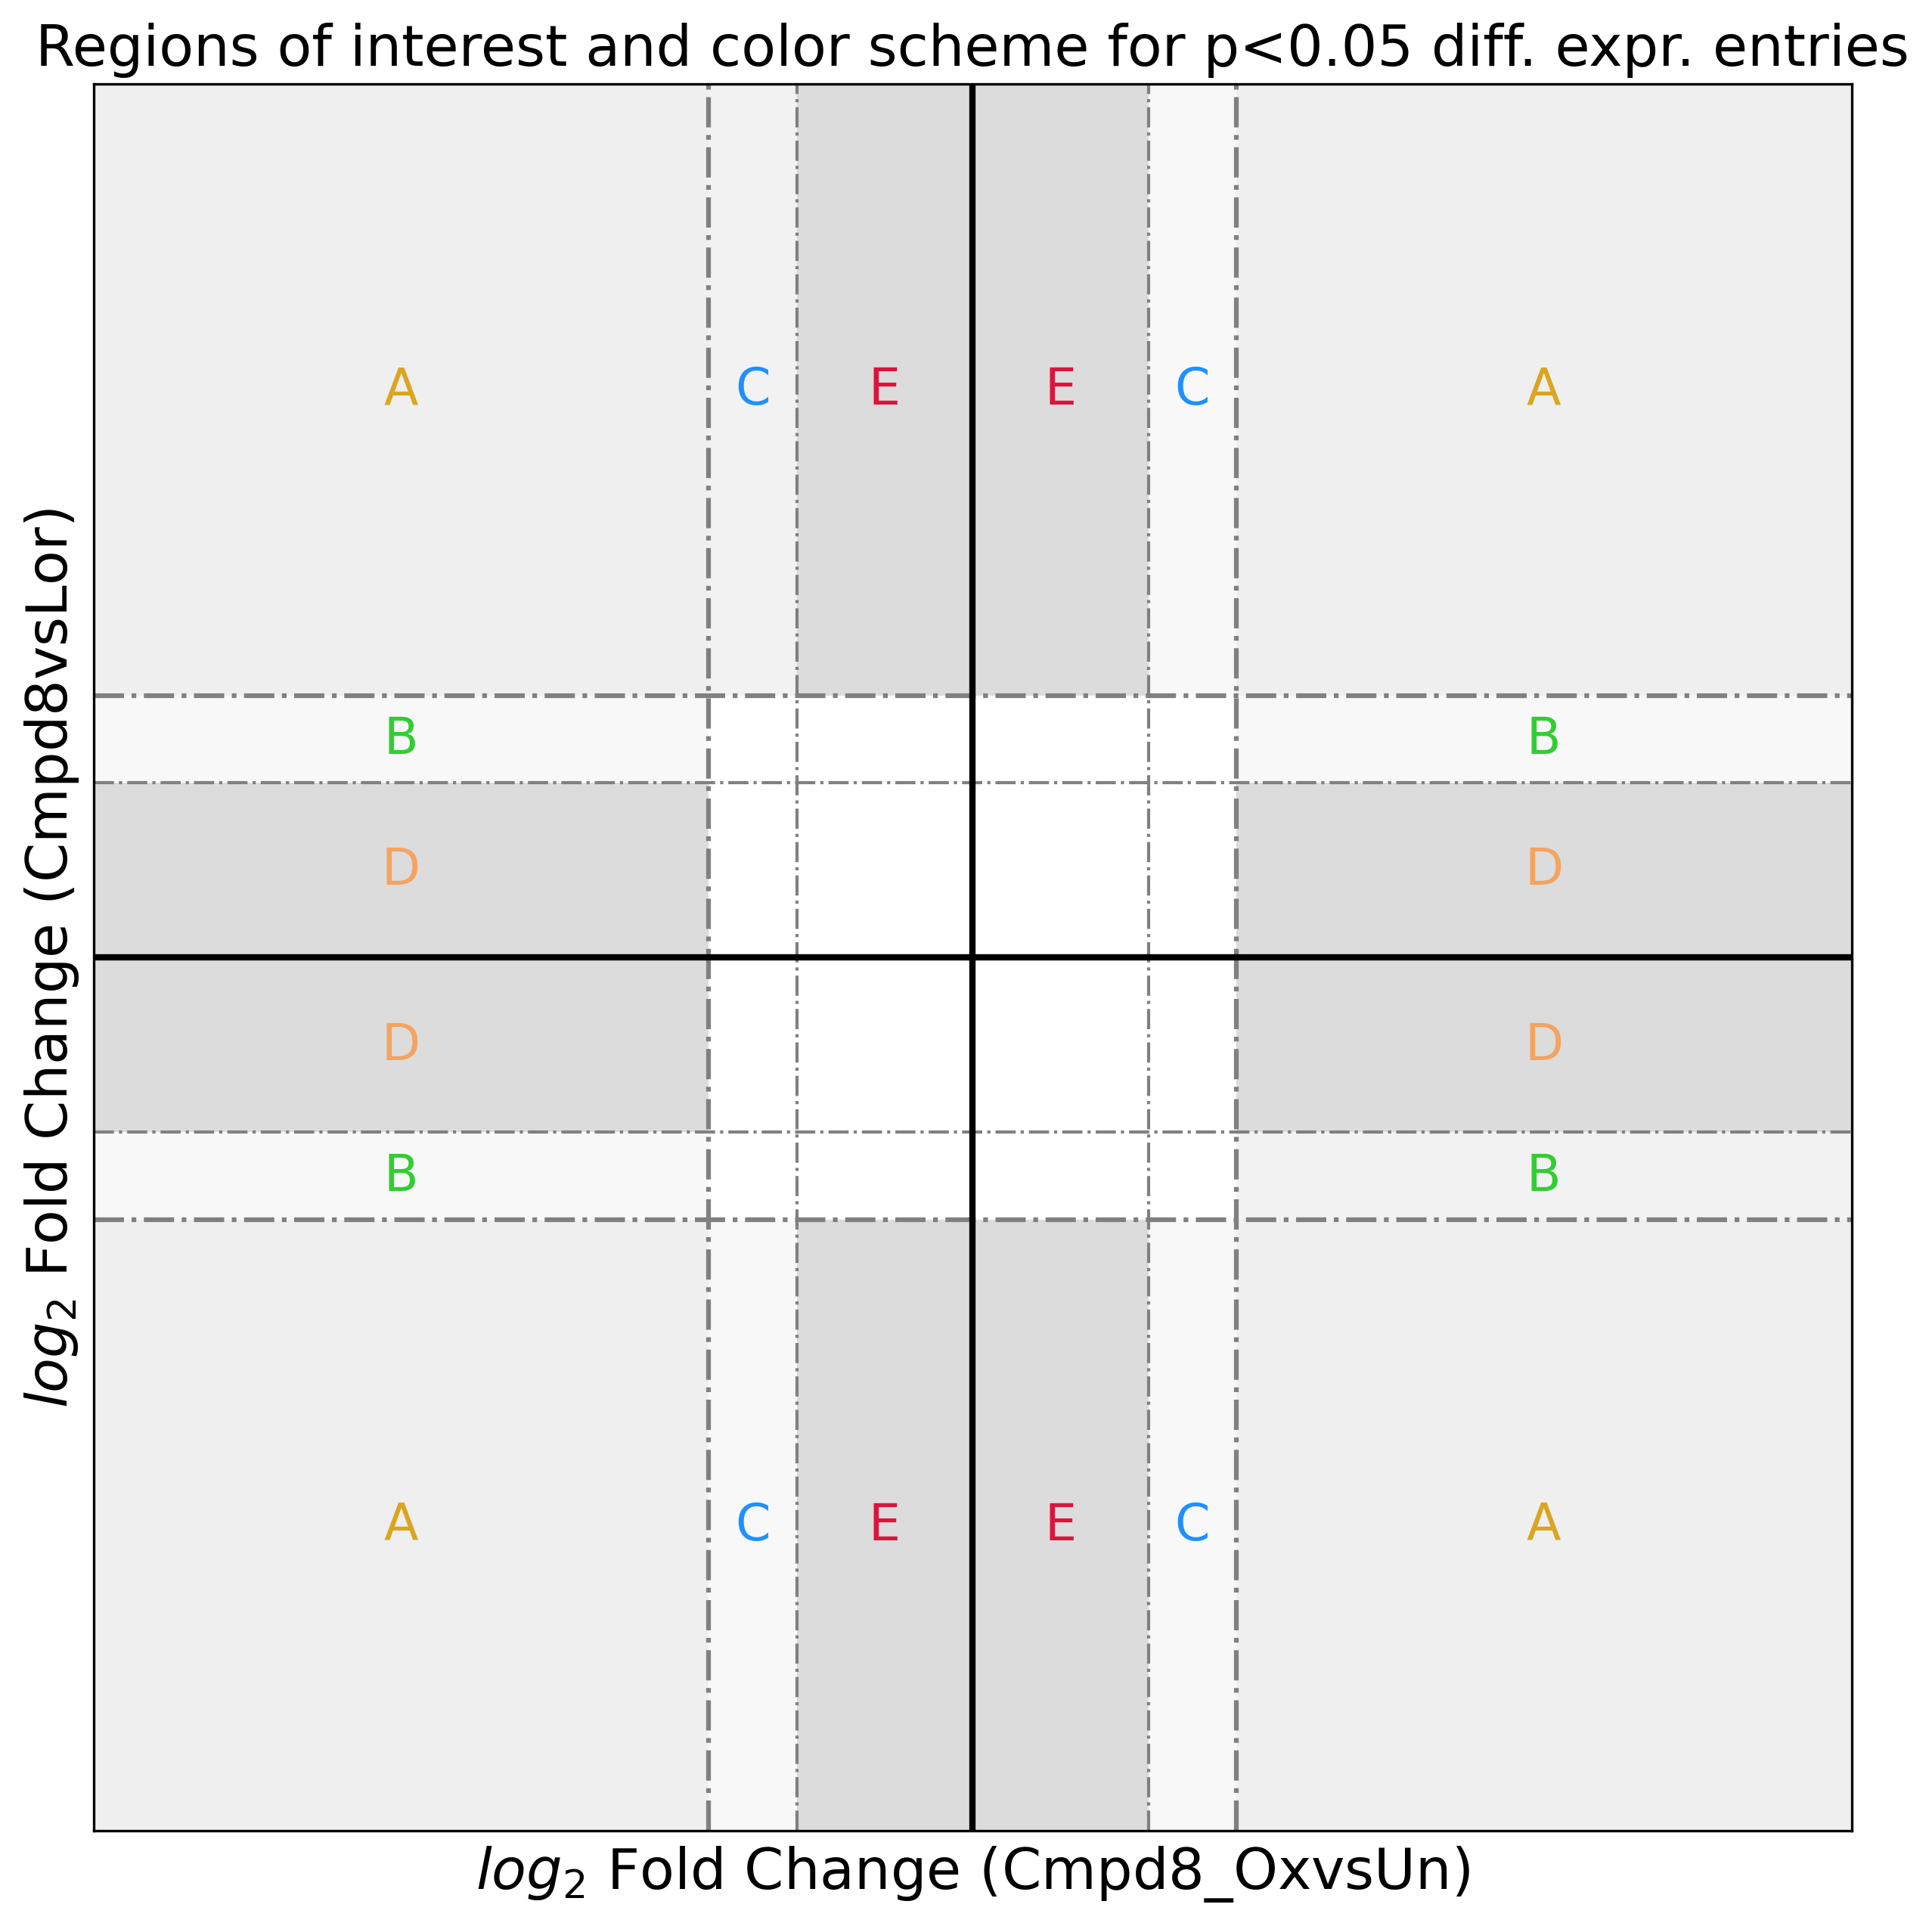 Regions of interest and color scheme for p<0.05 diff. expr. entries
log₂ Fold Change (Cmpd8vsLor)
A C E E C A
B B
D D
D D
B B
A C E E C A
log₂ Fold Change (Cmpd8_OxvsUn)